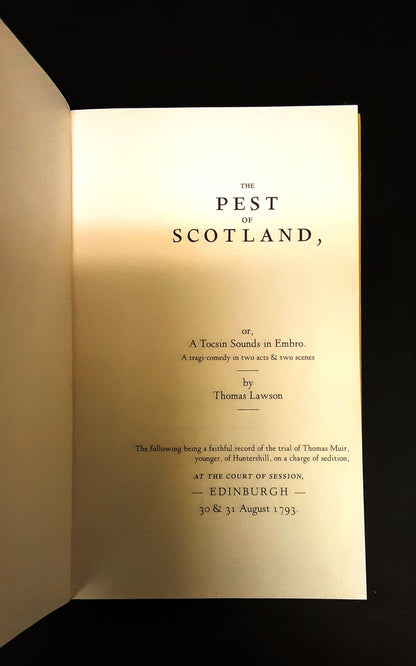 THE
PEST
OF
SCOTLAND,
or,
A Tocsin Sounds in Embro.
A tragi-comedy in two acts & two scenes
by
Thomas Lawson
The following being a faithful record of the trial of Thomas Muir,
younger, of Huntershill, on a charge of sedition,
AT THE COURT OF SESSION,
— EDINBURGH —
30 & 31 August 1793.